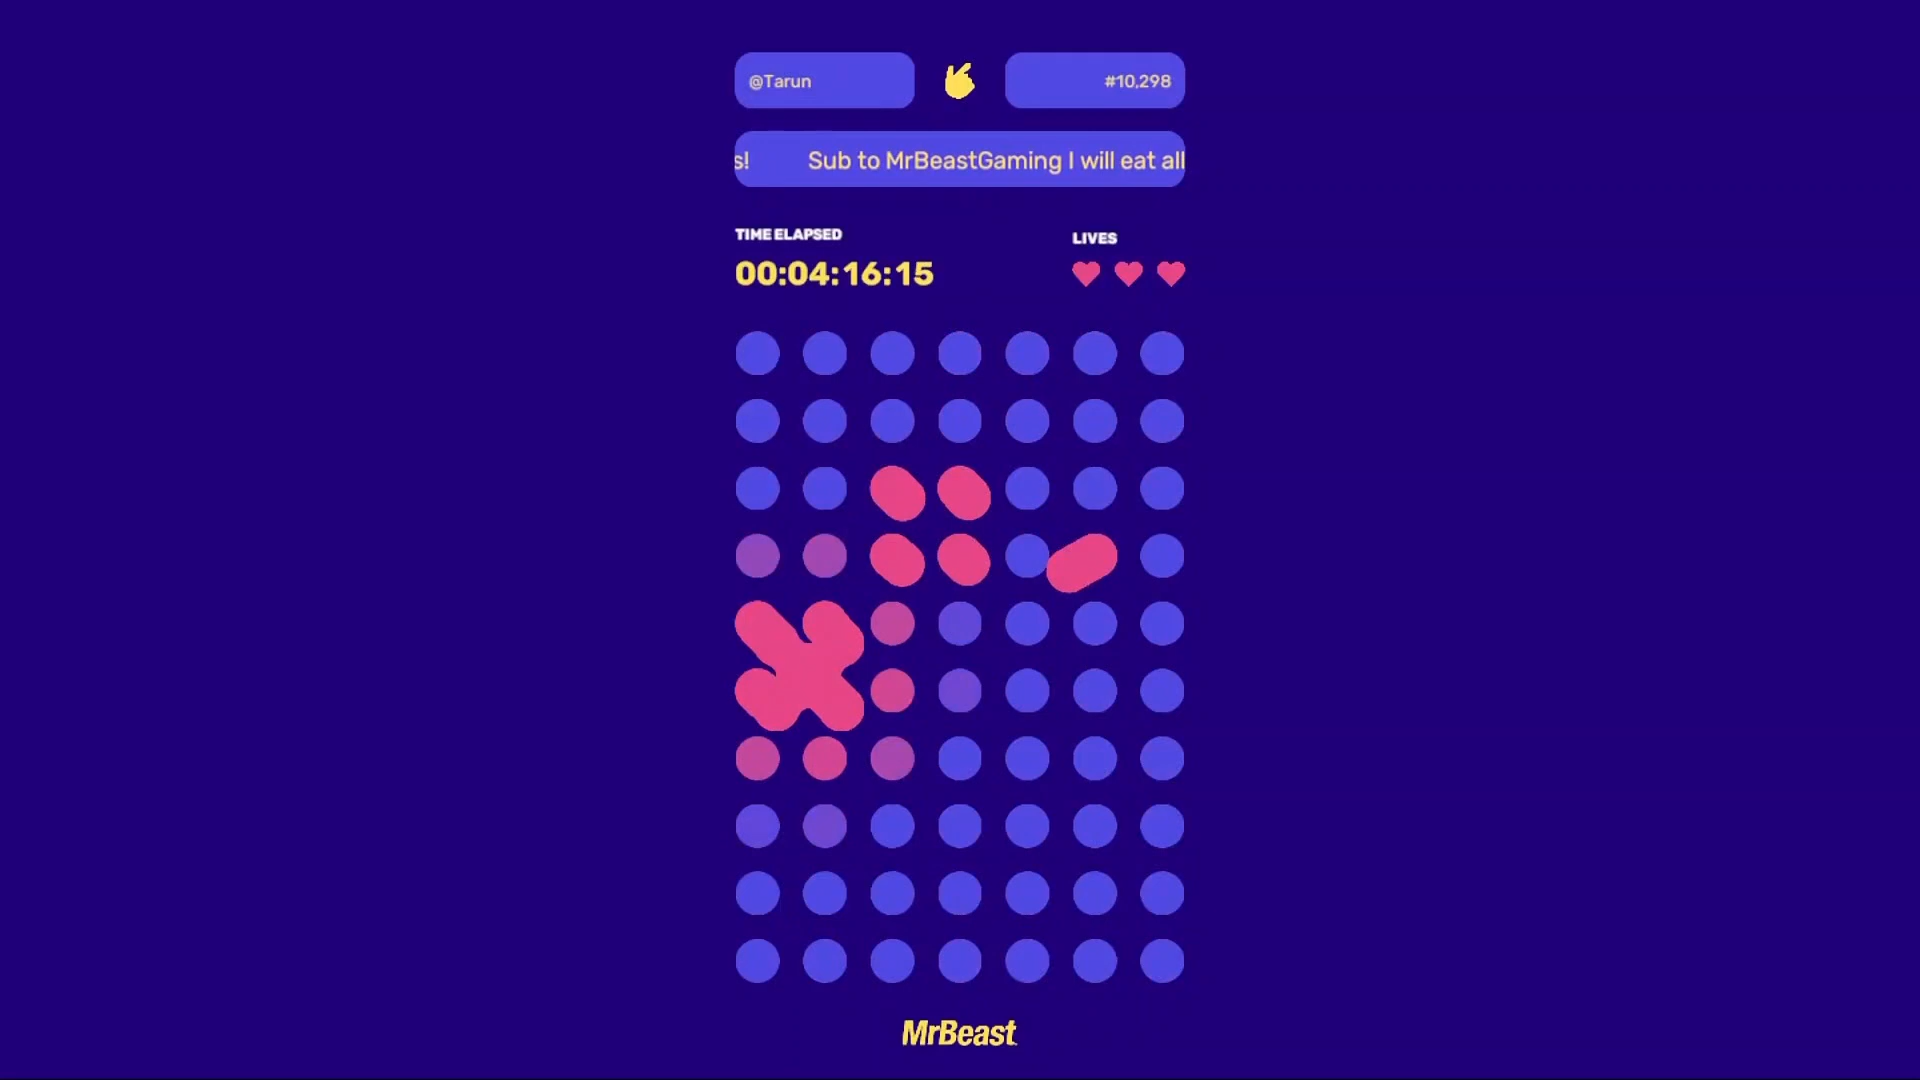 @Tarun
#10,298
s! Sub to MrBeastGaming I will eat all
TIME ELAPSED
LIVES
00:04:16:15
MrBeast